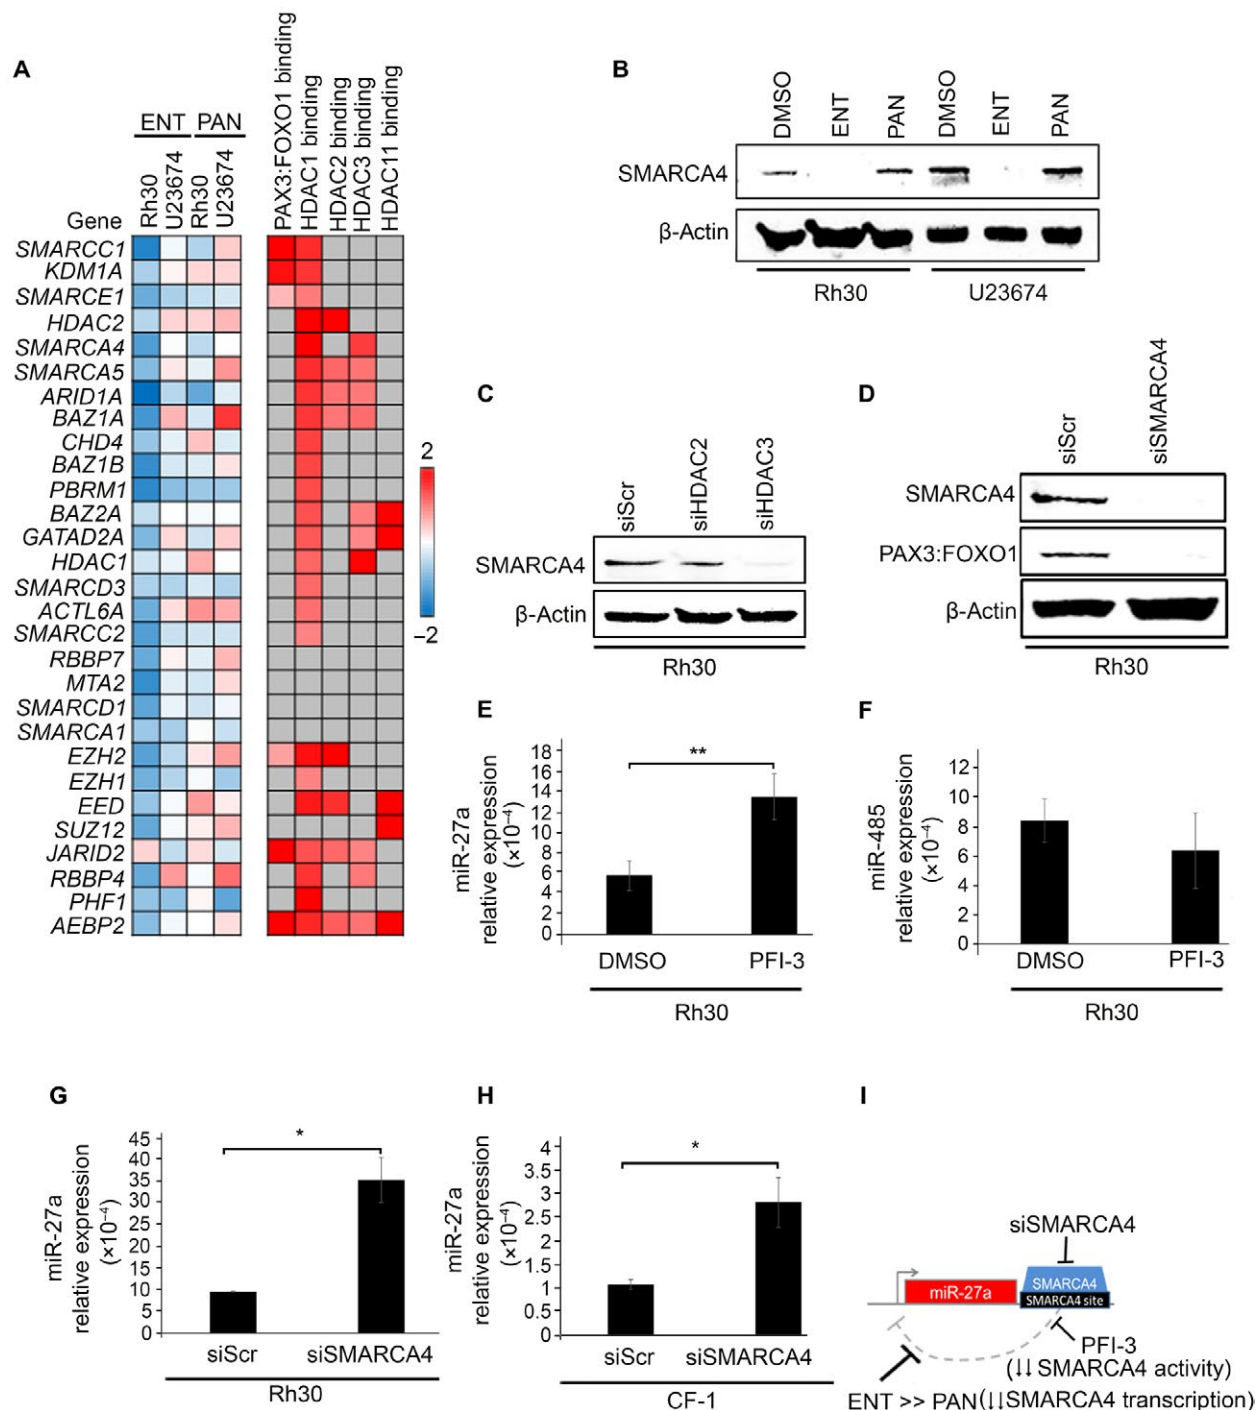 A
ENT PAN
Rh30
U23674
Rh30
U23674
PAX3:FOXO1 binding
HDAC1 binding
HDAC2 binding
HDAC3 binding
HDAC11 binding
Gene
SMARCC1
KDM1A
SMARCE1
HDAC2
SMARCA4
SMARCA5
ARID1A
BAZ1A
CHD4
BAZ1B
PBRM1
BAZ2A
GATAD2A
HDAC1
SMARCD3
ACTL6A
SMARCC2
RBBP7
MTA2
SMARCD1
SMARCA1
EZH2
EZH1
EED
SUZ12
JARID2
RBBP4
PHF1
AEBP2
2
–2
B
DMSO
ENT
PAN
DMSO
ENT
PAN
SMARCA4
β-Actin
Rh30 U23674
C
siScr
siHDAC2
siHDAC3
SMARCA4
β-Actin
Rh30
D
siScr
siSMARCA4
SMARCA4
PAX3:FOXO1
β-Actin
Rh30
E
miR-27a
relative expression
(×10⁻⁴)
18
16
14
12
10
8
6
4
2
0
**
DMSO PFI-3
Rh30
F
miR-485
relative expression
(×10⁻⁴)
12
10
8
6
4
2
0
DMSO PFI-3
Rh30
G
miR-27a
relative expression
(×10⁻⁴)
45
40
35
30
25
20
15
10
5
0
*
siScr siSMARCA4
Rh30
H
miR-27a
relative expression
(×10⁻⁴)
4
3.5
3
2.5
2
1.5
1
0.5
0
*
siScr siSMARCA4
CF-1
I
siSMARCA4
SMARCA4
miR-27a SMARCA4 site
PFI-3
(↓↓ SMARCA4 activity)
ENT >> PAN(↓↓SMARCA4 transcription)